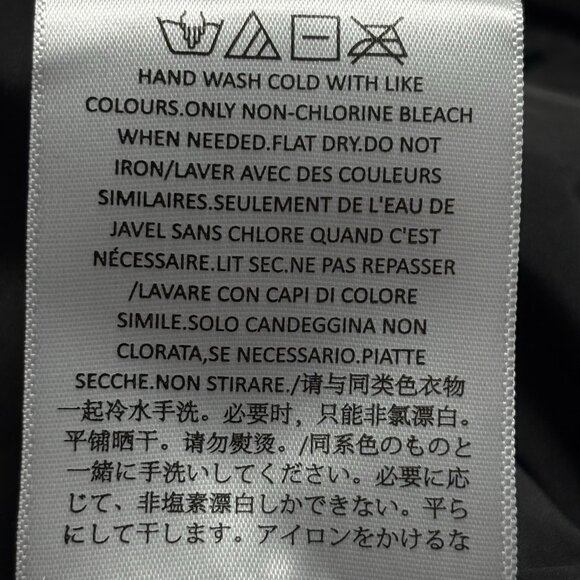 HAND WASH COLD WITH LIKE
COLOURS.ONLY NON-CHLORINE BLEACH
WHEN NEEDED.FLAT DRY.DO NOT
IRON/LAVER AVEC DES COULEURS
SIMILAIRES.SEULEMENT DE L'EAU DE
JAVEL SANS CHLORE QUAND C'EST
NÉCESSAIRE.LIT SEC.NE PAS REPASSER
/LAVARE CON CAPI DI COLORE
SIMILE.SOLO CANDEGGINA NON
CLORATA,SE NECESSARIO.PIATTE
SECCHE.NON STIRARE./请与同类色衣物
一起冷水手洗。必要时，只能非氯漂白。
平铺晒干。请勿熨烫。/同系色のものと
一緒に手洗いしてください。必要に応
じて、非塩素漂白しかできない。平ら
にして干します。アイロンをかけるな